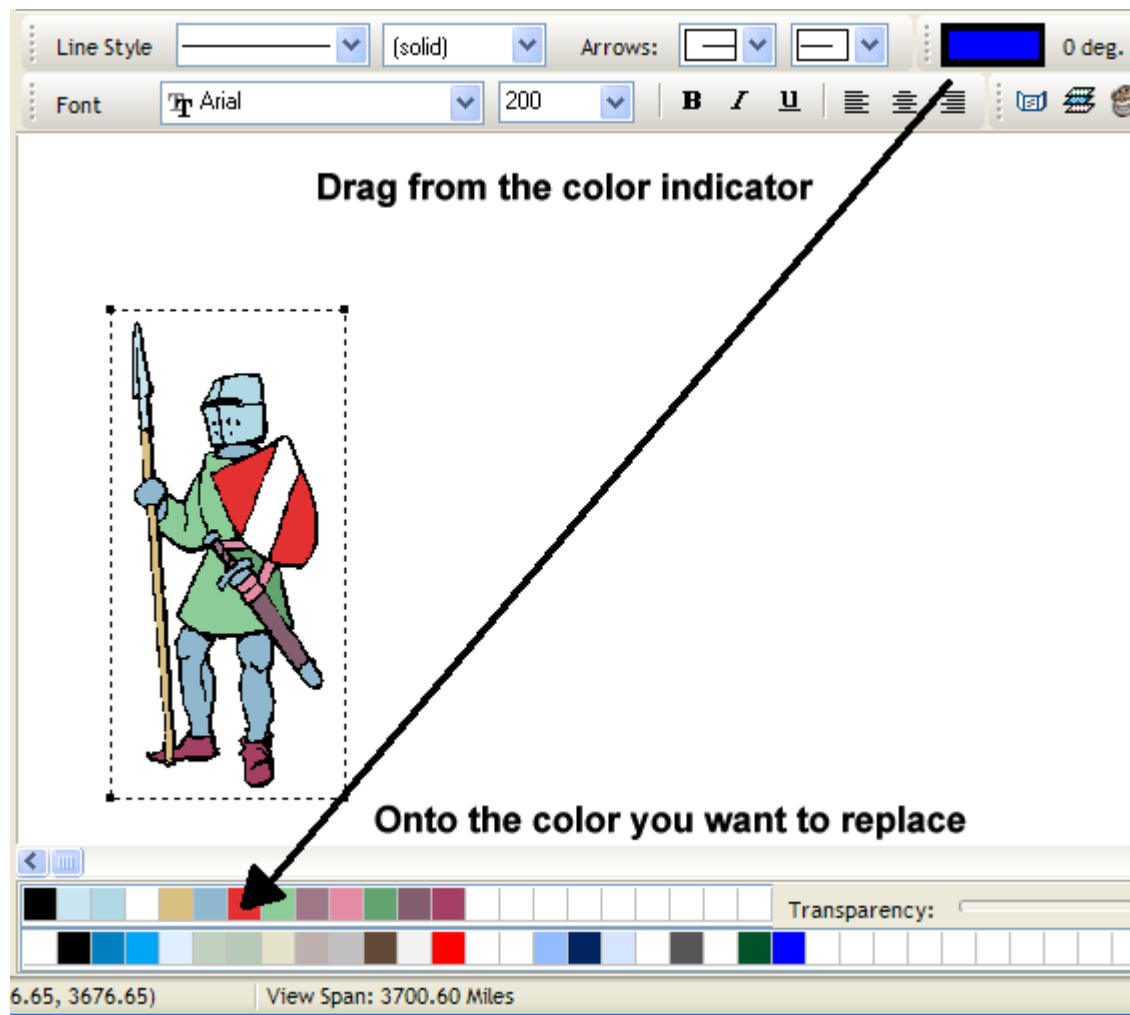 Line Style (solid) Arrows: 0 deg.
Font Arial 200 B I U
Drag from the color indicator
Onto the color you want to replace
Transparency:
6.65, 3676.65) View Span: 3700.60 Miles